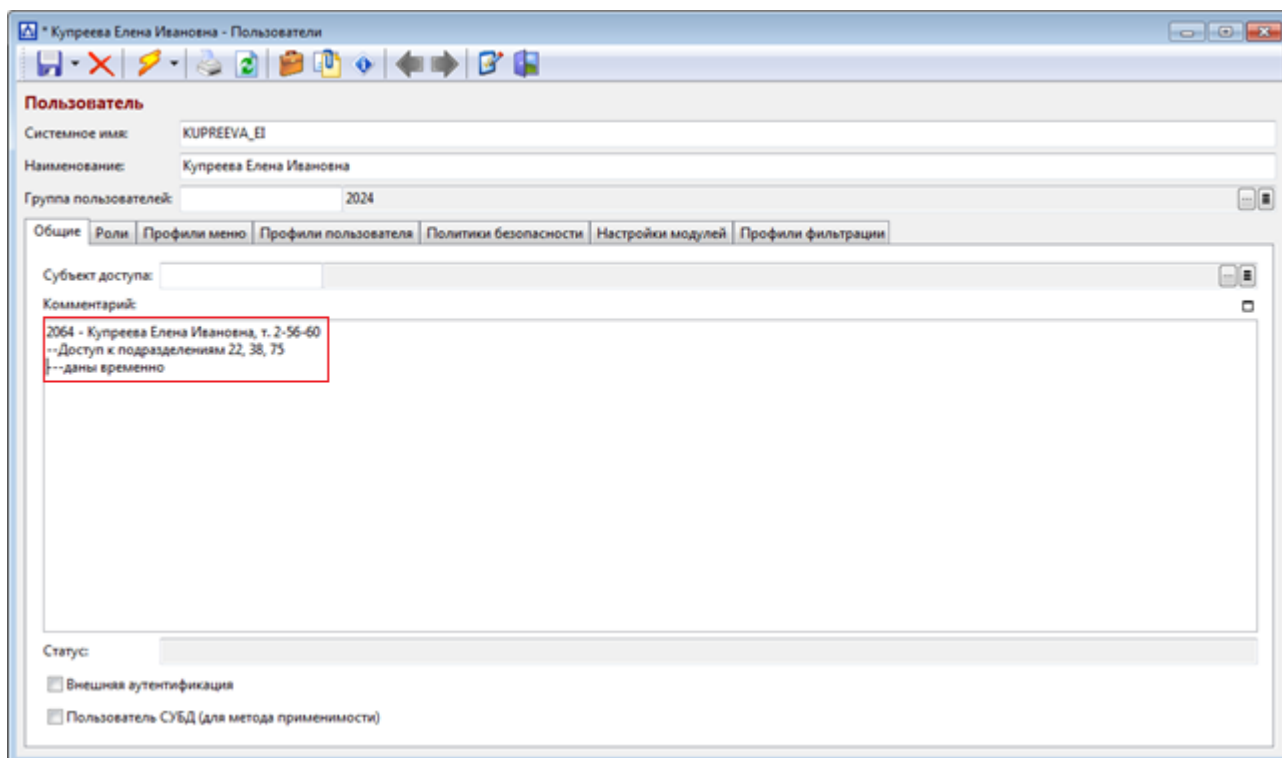 * Купреева Елена Ивановна - Пользователи
Пользователь
Системное имя: KUPREEVA_EI
Наименование: Купреева Елена Ивановна
Группа пользователей: 2024
Общие Роли Профили меню Профили пользователя Политики безопасности Настройки модулей Профили фильтрации
Субъект доступа:
Комментарий:
2064 - Купреева Елена Ивановна, т. 2-56-60
--Доступ к подразделениям 22, 38, 75
---даны временно
Статус:
Внешняя аутентификация
Пользователь СУБД (для метода применимости)